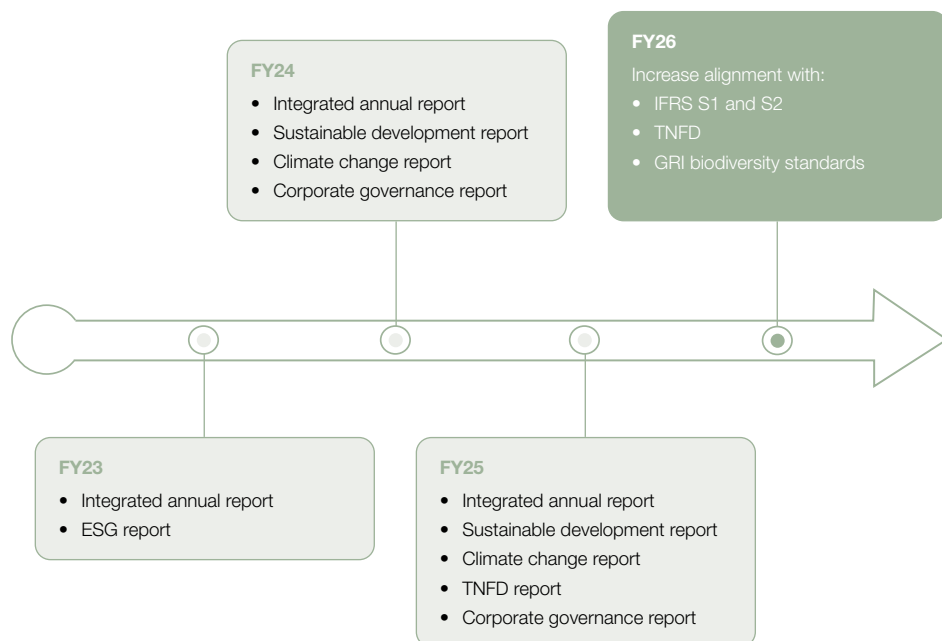 FY24
• Integrated annual report
• Sustainable development report
• Climate change report
• Corporate governance report
FY26
Increase alignment with:
• IFRS S1 and S2
• TNFD
• GRI biodiversity standards
FY23
• Integrated annual report
• ESG report
FY25
• Integrated annual report
• Sustainable development report
• Climate change report
• TNFD report
• Corporate governance report